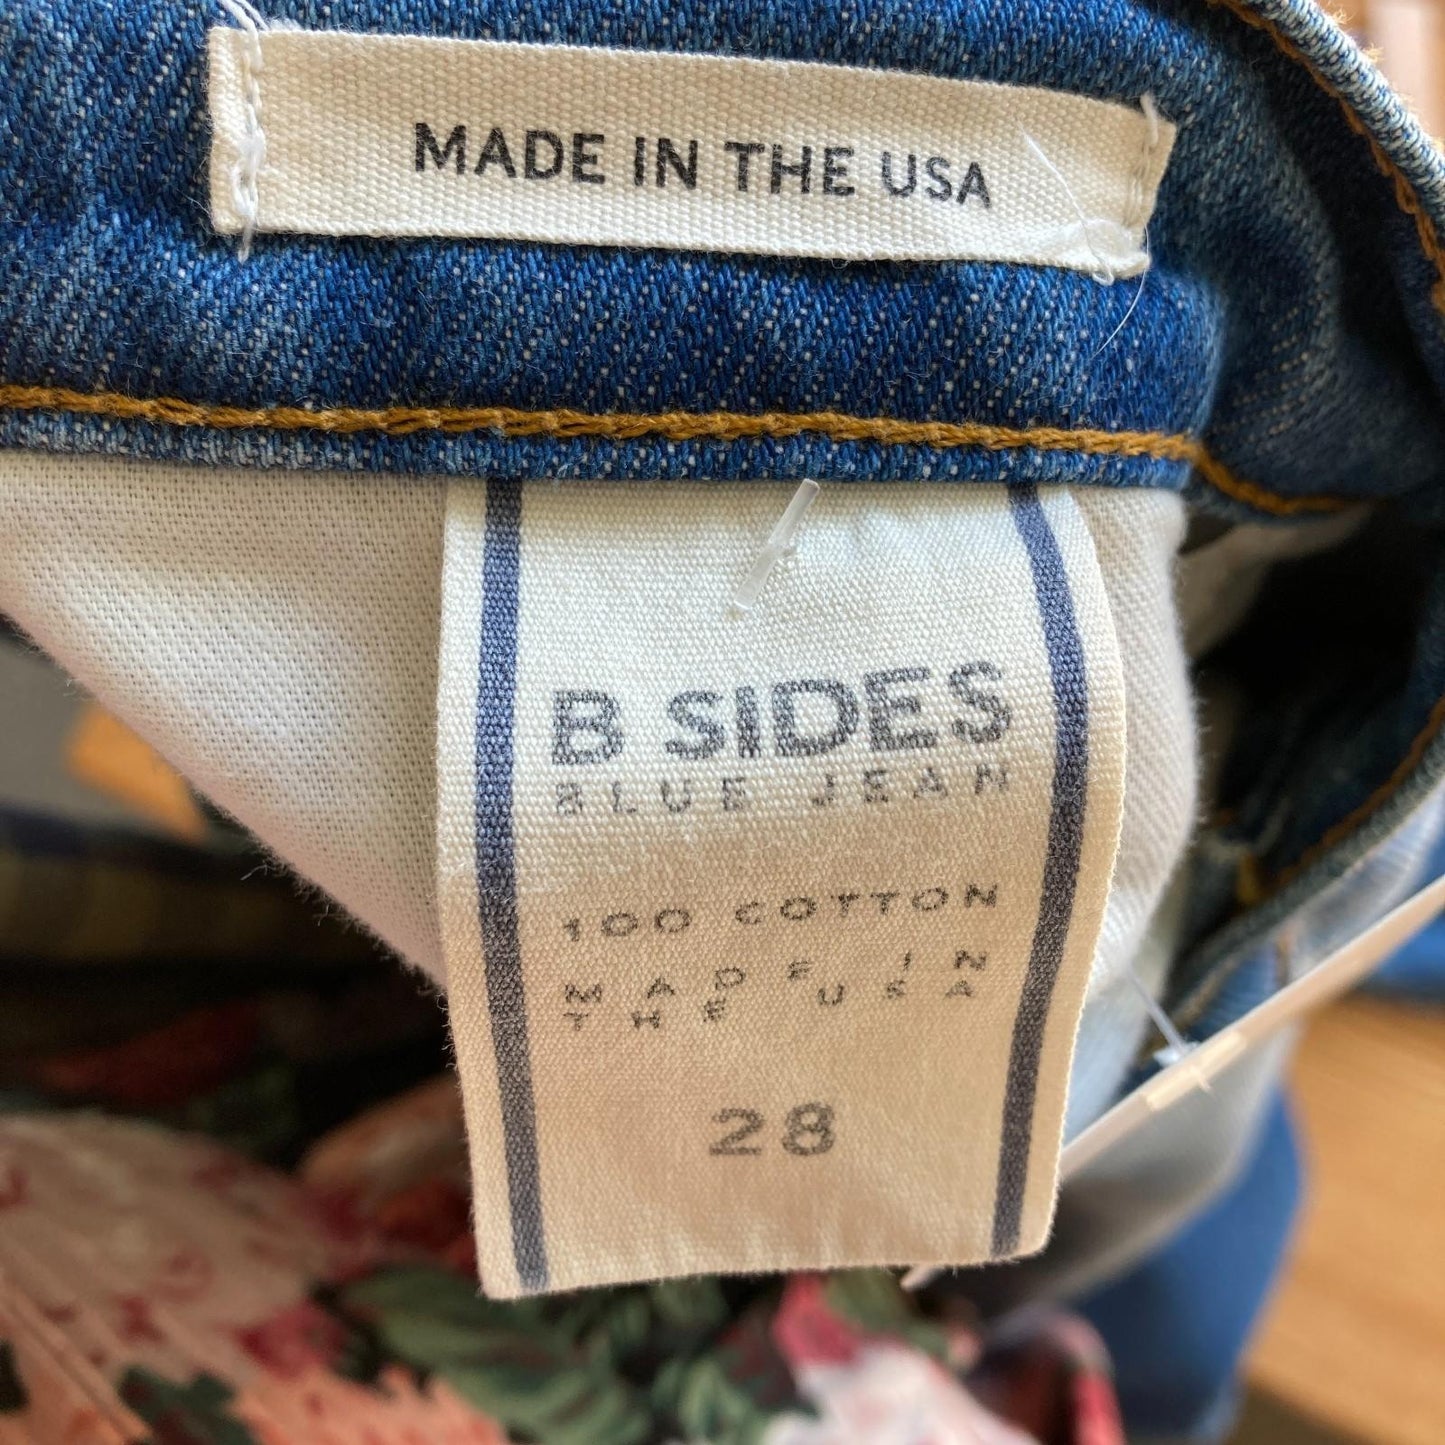 MADE IN THE USA
B SIDES
BLUE JEAN
100 COTTON
MADE IN
THE USA
28